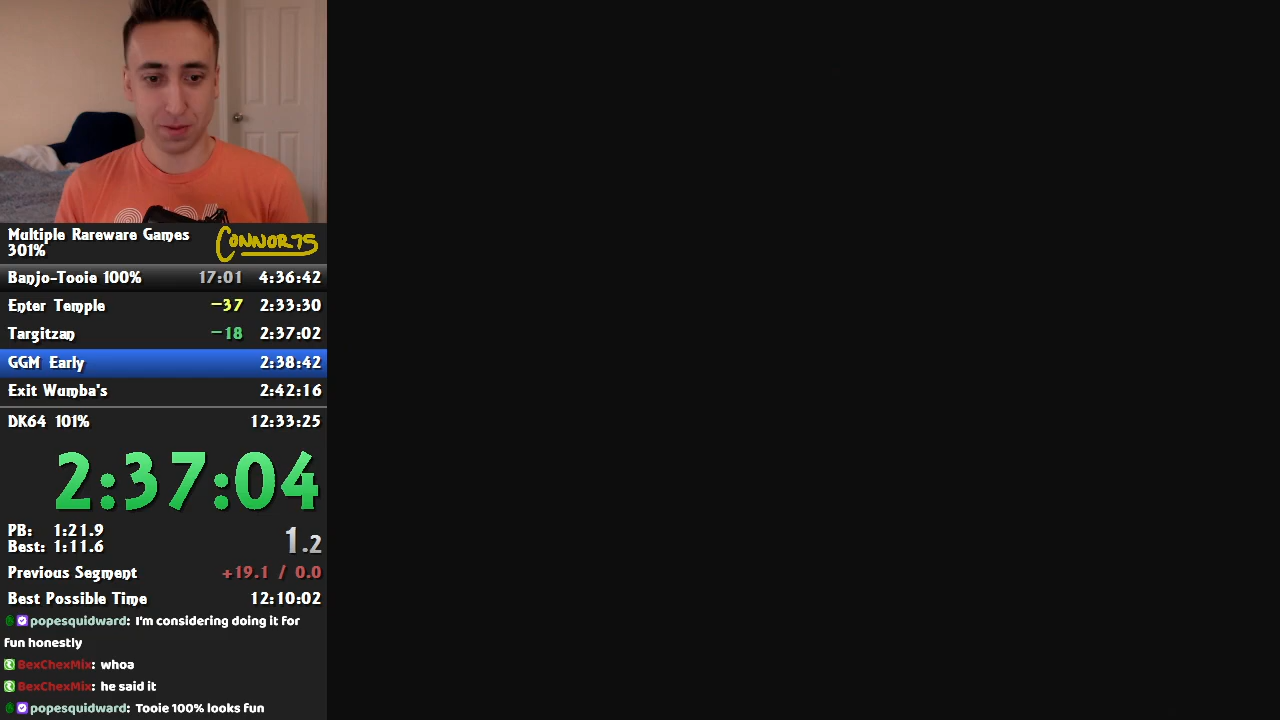 Multiple Rareware Games
301%
CONNOR75
Banjo-Tooie 100% 17:01 4:36:42
Enter Temple −37 2:33:30
Targitzan −18 2:37:02
GGM Early 2:38:42
Exit Wumba's 2:42:16
DK64 101% 12:33:25
2:37:04
PB: 1:21.9
Best: 1:11.6
1.2
Previous Segment +19.1 / 0.0
Best Possible Time 12:10:02
popesquidward: I'm considering doing it for
fun honestly
BexChexMix: whoa
BexChexMix: he said it
popesquidward: Tooie 100% looks fun